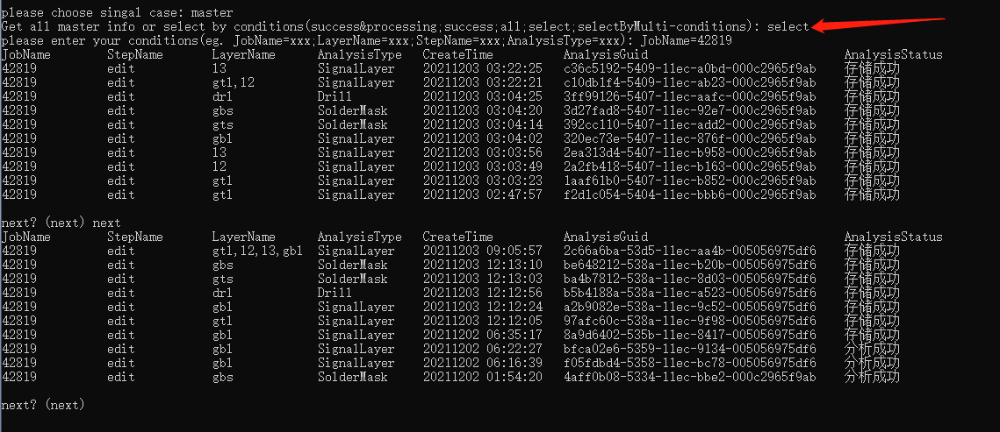 please choose singal case: master
Get all master info or select by conditions(success&processing;success;all;select;selectByMulti-conditions): select
please enter your conditions(eg. JobName=xxx;LayerName=xxx;StepName=xxx;AnalysisType=xxx): JobName=42819
JobName StepName LayerName AnalysisType CreateTime AnalysisGuid AnalysisStatus
42819 edit l3 SignalLayer 20211203 03:22:25 c36c5192-5409-11ec-a0bd-000c2965f9ab 存储成功
42819 edit gtl,l2 SignalLayer 20211203 03:22:21 c10db1f4-5409-11ec-ab23-000c2965f9ab 存储成功
42819 edit drl Drill 20211203 03:04:25 3ff99126-5407-11ec-aafc-000c2965f9ab 存储成功
42819 edit gbs SolderMask 20211203 03:04:20 3d27fad8-5407-11ec-92e7-000c2965f9ab 存储成功
42819 edit gts SolderMask 20211203 03:04:14 392cc110-5407-11ec-add2-000c2965f9ab 存储成功
42819 edit gbl SignalLayer 20211203 03:04:02 320ec73e-5407-11ec-876f-000c2965f9ab 存储成功
42819 edit l3 SignalLayer 20211203 03:03:56 2ea313d4-5407-11ec-b958-000c2965f9ab 存储成功
42819 edit l2 SignalLayer 20211203 03:03:49 2a2fb418-5407-11ec-b163-000c2965f9ab 存储成功
42819 edit gtl SignalLayer 20211203 03:03:23 1aaf61b0-5407-11ec-b852-000c2965f9ab 存储成功
42819 edit gtl SignalLayer 20211203 02:47:57 f2d1c054-5404-11ec-bbb6-000c2965f9ab 存储成功
next? (next) next
JobName StepName LayerName AnalysisType CreateTime AnalysisGuid AnalysisStatus
42819 edit gtl,l2,l3,gbl SignalLayer 20211203 09:05:57 2c66a6ba-53d5-11ec-aa4b-005056975df6 存储成功
42819 edit gbs SolderMask 20211203 12:13:10 be648212-538a-11ec-b20b-005056975df6 存储成功
42819 edit gts SolderMask 20211203 12:13:03 ba4b7812-538a-11ec-8d03-005056975df6 存储成功
42819 edit drl Drill 20211203 12:12:56 b5b4188a-538a-11ec-a523-005056975df6 存储成功
42819 edit gbl SignalLayer 20211203 12:12:24 a2b9082e-538a-11ec-9c52-005056975df6 存储成功
42819 edit gtl SignalLayer 20211203 12:12:05 97afc60c-538a-11ec-9f98-005056975df6 存储成功
42819 edit gbl SignalLayer 20211202 06:35:17 8a9d6402-535b-11ec-8417-005056975df6 存储成功
42819 edit gbl SignalLayer 20211202 06:22:27 bfca02e6-5359-11ec-9134-005056975df6 分析成功
42819 edit gbl SignalLayer 20211202 06:16:39 f05fdbd4-5358-11ec-bc78-005056975df6 分析成功
42819 edit gbs SolderMask 20211202 01:54:20 4aff0b08-5334-11ec-bbe2-000c2965f9ab 分析成功
next? (next)